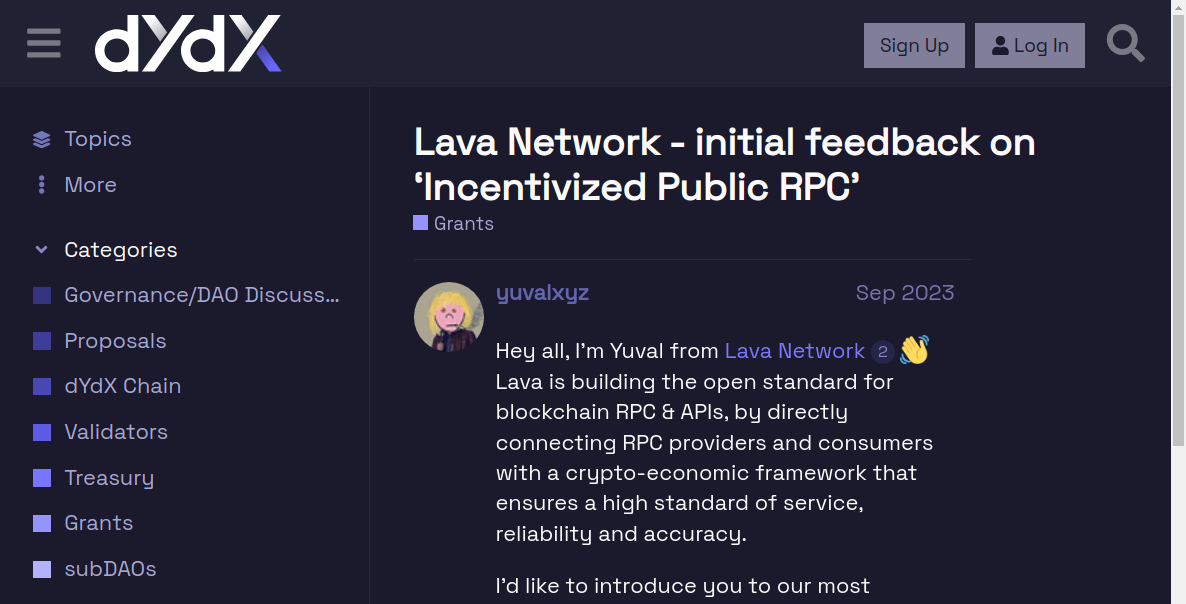 dYdX
Sign Up
Log In
Topics
More
Categories
Governance/DAO Discuss...
Proposals
dYdX Chain
Validators
Treasury
Grants
subDAOs
Lava Network - initial feedback on
‘Incentivized Public RPC’
Grants
yuvalxyz
Sep 2023
Hey all, I’m Yuval from Lava Network 2 👋
Lava is building the open standard for
blockchain RPC & APIs, by directly
connecting RPC providers and consumers
with a crypto-economic framework that
ensures a high standard of service,
reliability and accuracy.
I’d like to introduce you to our most